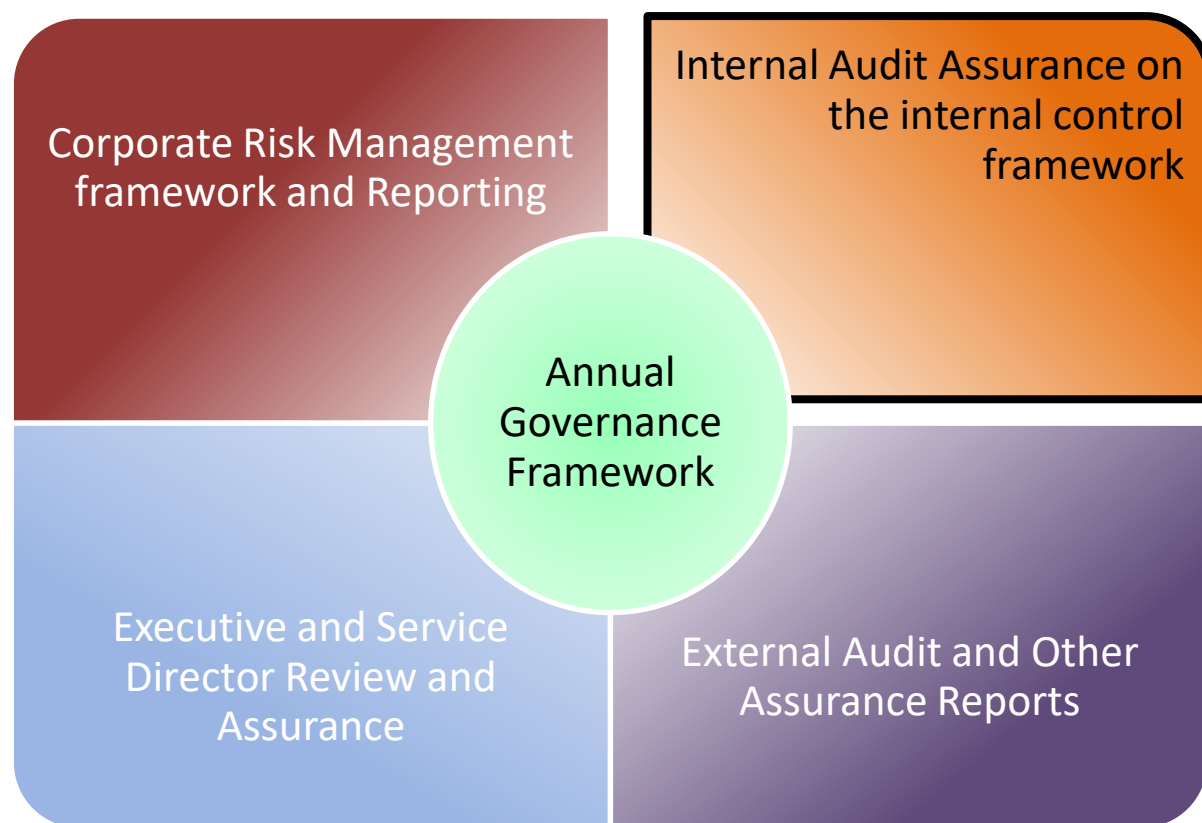 Corporate Risk Management
framework and Reporting
Internal Audit Assurance on
the internal control
framework
Annual
Governance
Framework
Executive and Service
Director Review and
Assurance
External Audit and Other
Assurance Reports